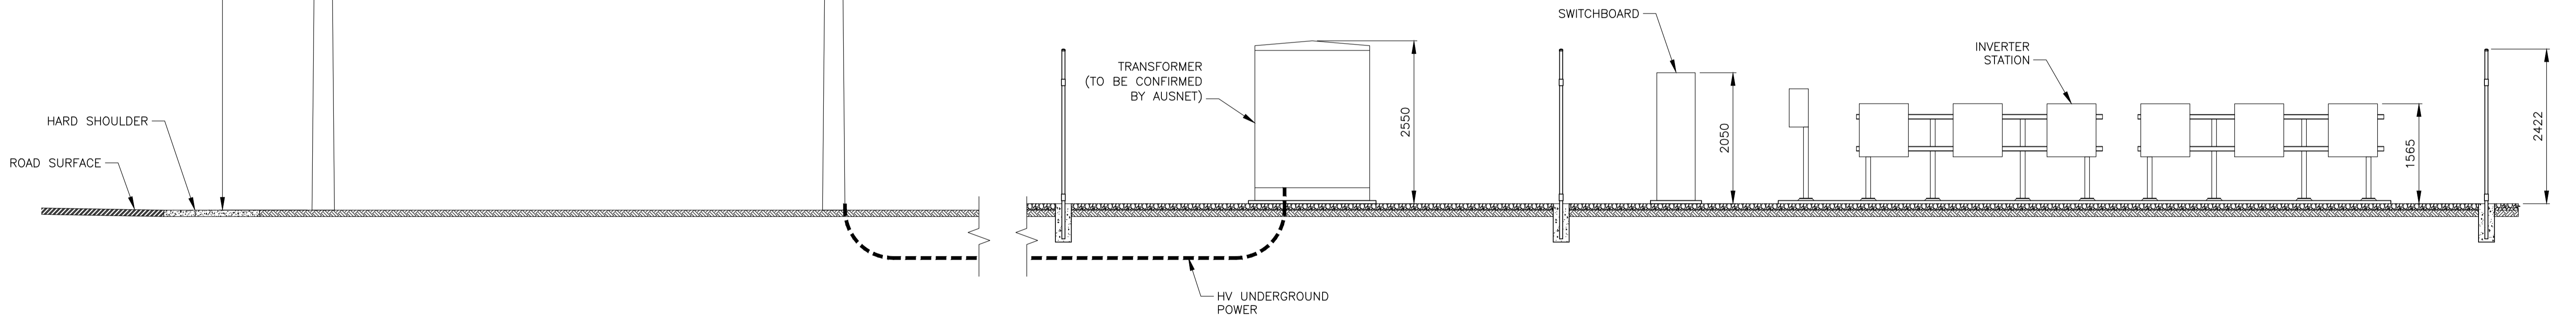 SWITCHBOARD
INVERTER
STATION
TRANSFORMER
(TO BE CONFIRMED
BY AUSNET)
HARD SHOULDER
ROAD SURFACE
2550
2050
1565
2422
HV UNDERGROUND
POWER